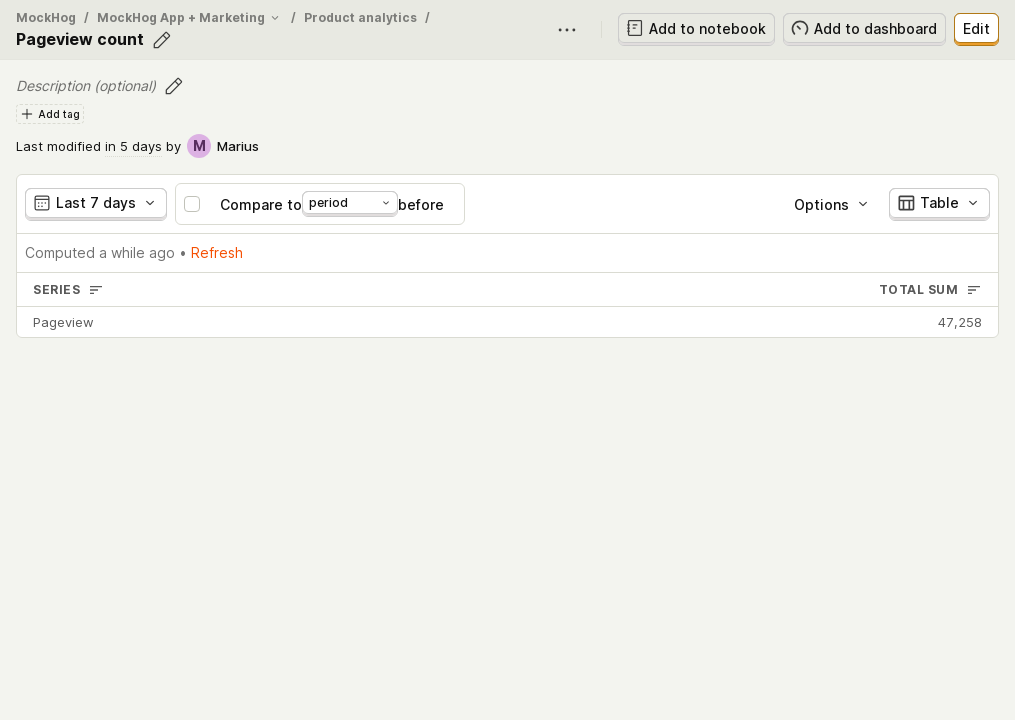 MockHog / MockHog App + Marketing / Product analytics /
Pageview count
Add to notebook
Add to dashboard
Edit
Description (optional)
Add tag
Last modified in 5 days by M Marius
Last 7 days
Compare to period before
Options
Table
Computed a while ago • Refresh
SERIES TOTAL SUM
Pageview 47,258